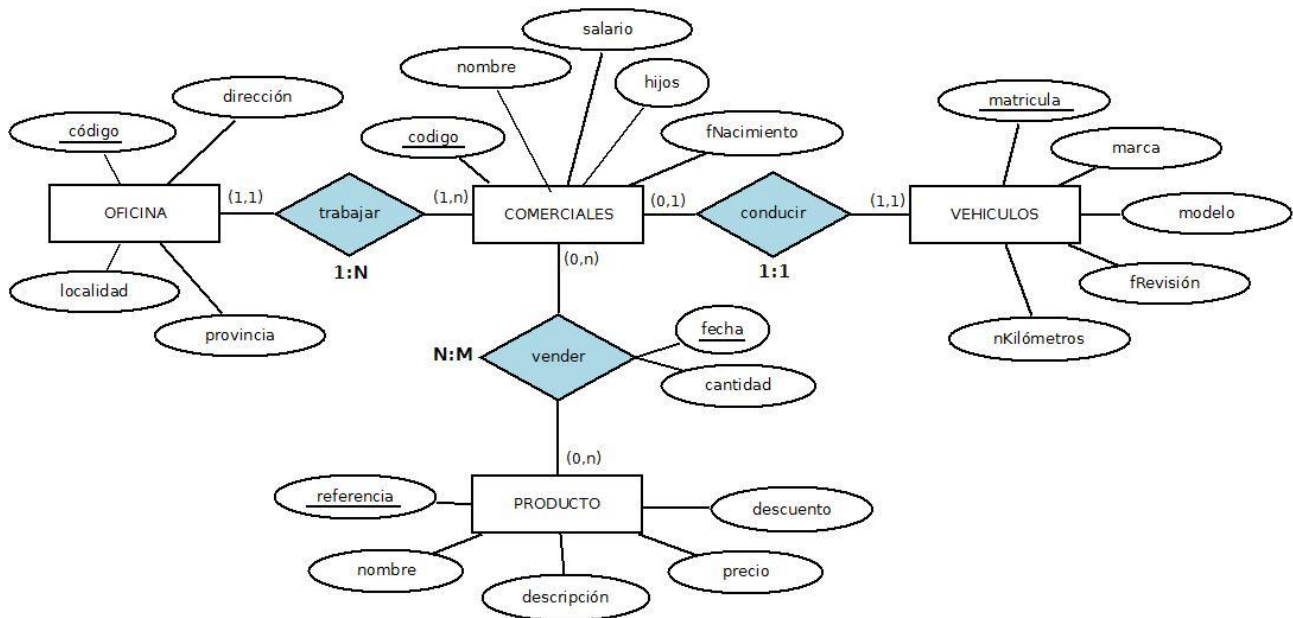 salario
nombre
hijos
dirección
matricula
código
codigo
fNacimiento
marca
OFICINA
(1,1)
trabajar
(1,n)
COMERCIALES
(0,1)
conducir
(1,1)
VEHICULOS
modelo
1:N
(0,n)
1:1
localidad
fRevisión
provincia
fecha
nKilómetros
N:M
vender
cantidad
(0,n)
referencia
PRODUCTO
descuento
nombre
precio
descripción